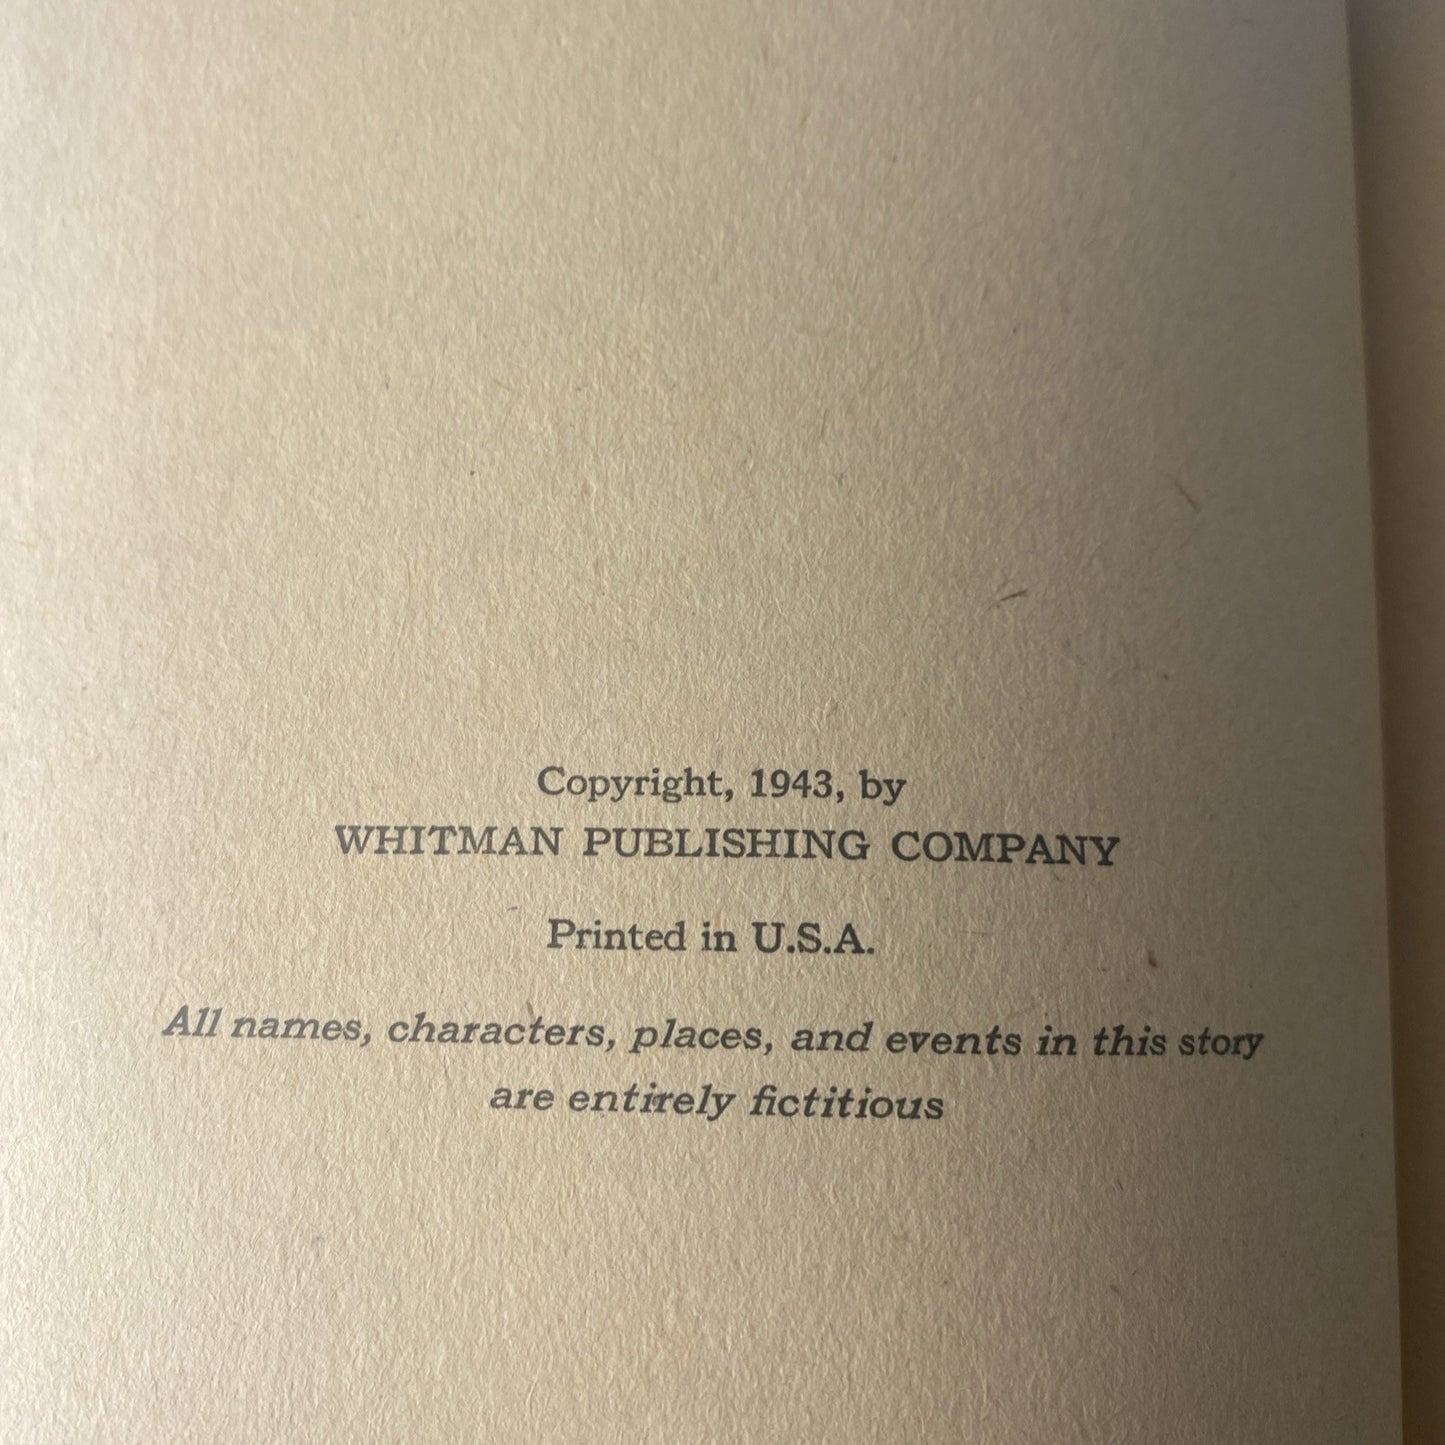 Copyright, 1943, by
WHITMAN PUBLISHING COMPANY
Printed in U.S.A.
All names, characters, places, and events in this story
are entirely fictitious